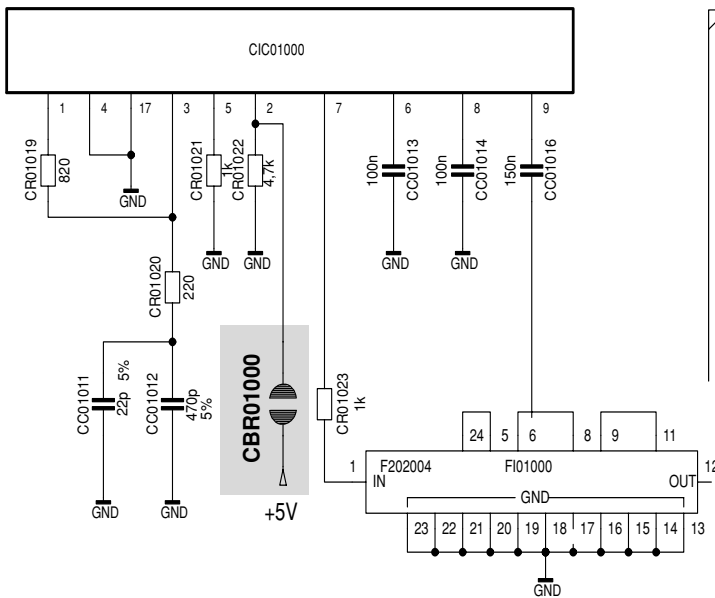 CIC01000
1 4 17 3 5 2 7 6 8 9
CR01019
820
CR01021
1k
CR01022
4,7k
100n
CC01013
100n
CC01014
150n
CC01016
GND
GND GND GND GND
CR01020
220
CC01011
22p 5%
CC01012
470p
5%
CBR01000
CR01023
1k
GND GND
+5V
24 5 6 8 9 11
1 F202004 FI01000 12
IN OUT
GND
23 22 21 20 19 18 17 16 15 14 13
GND